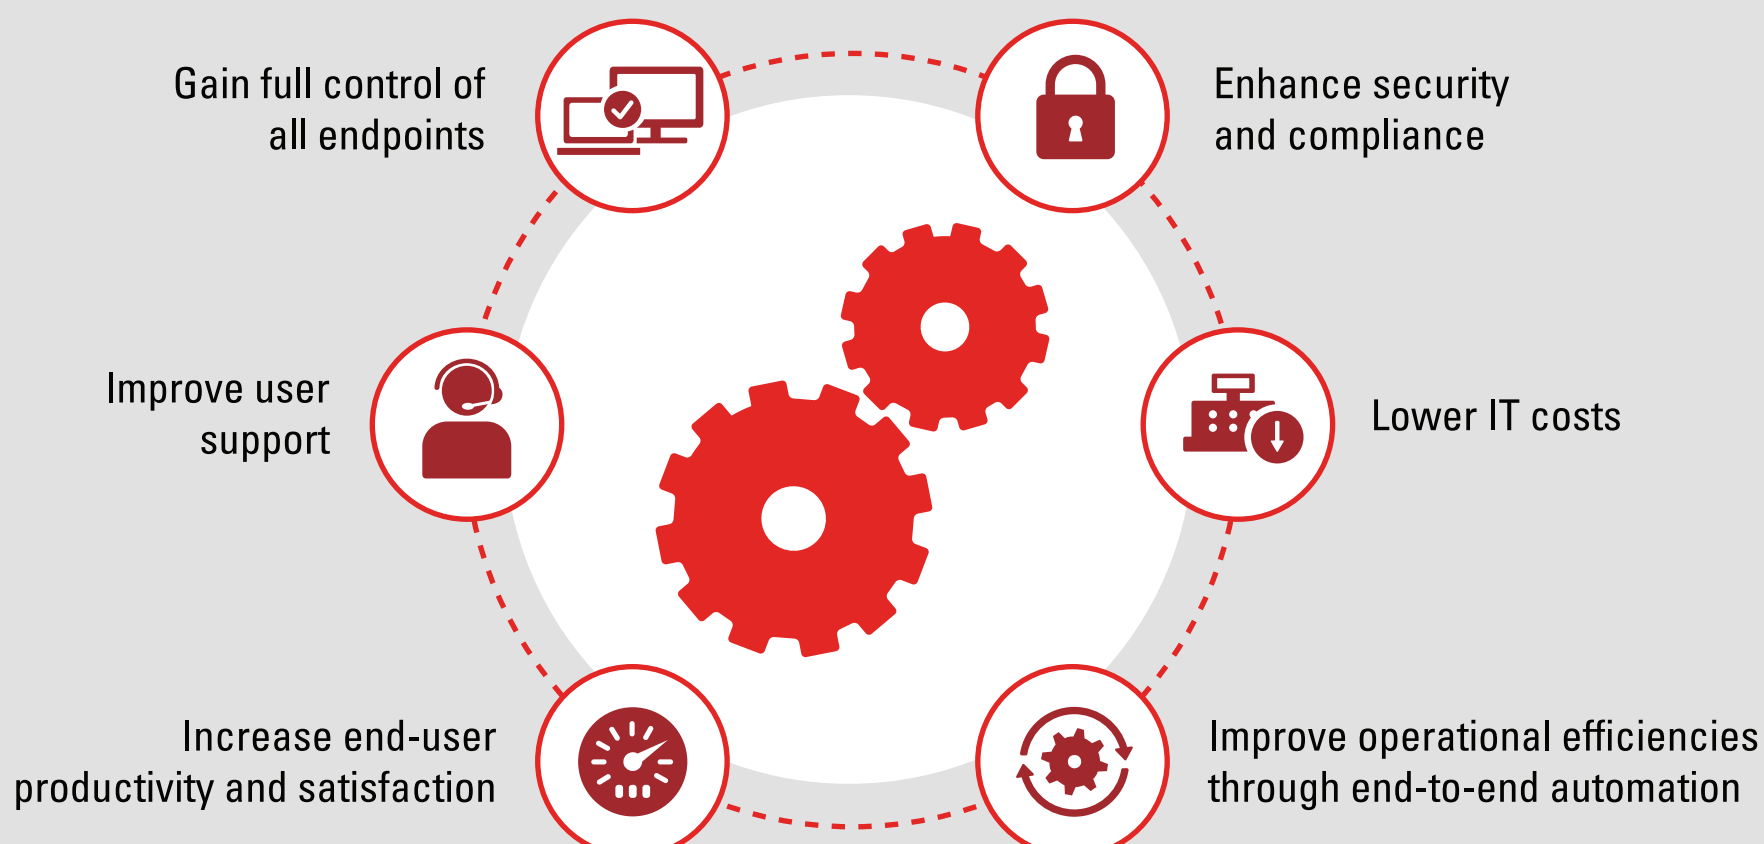 Gain full control of
all endpoints
Enhance security
and compliance
Improve user
support
Lower IT costs
Increase end-user
productivity and satisfaction
Improve operational efficiencies
through end-to-end automation